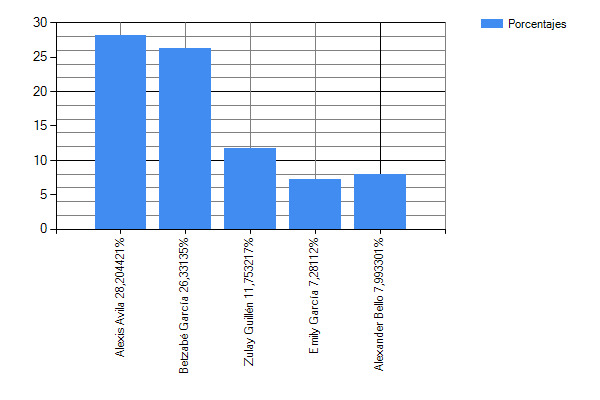 Porcentajes
30
25
20
15
10
5
0
Alexis Avila 28,204421%
Betzabé García 26,33135%
Zulay Guillén 11,753217%
Emily García 7,28112%
Alexander Bello 7,993301%